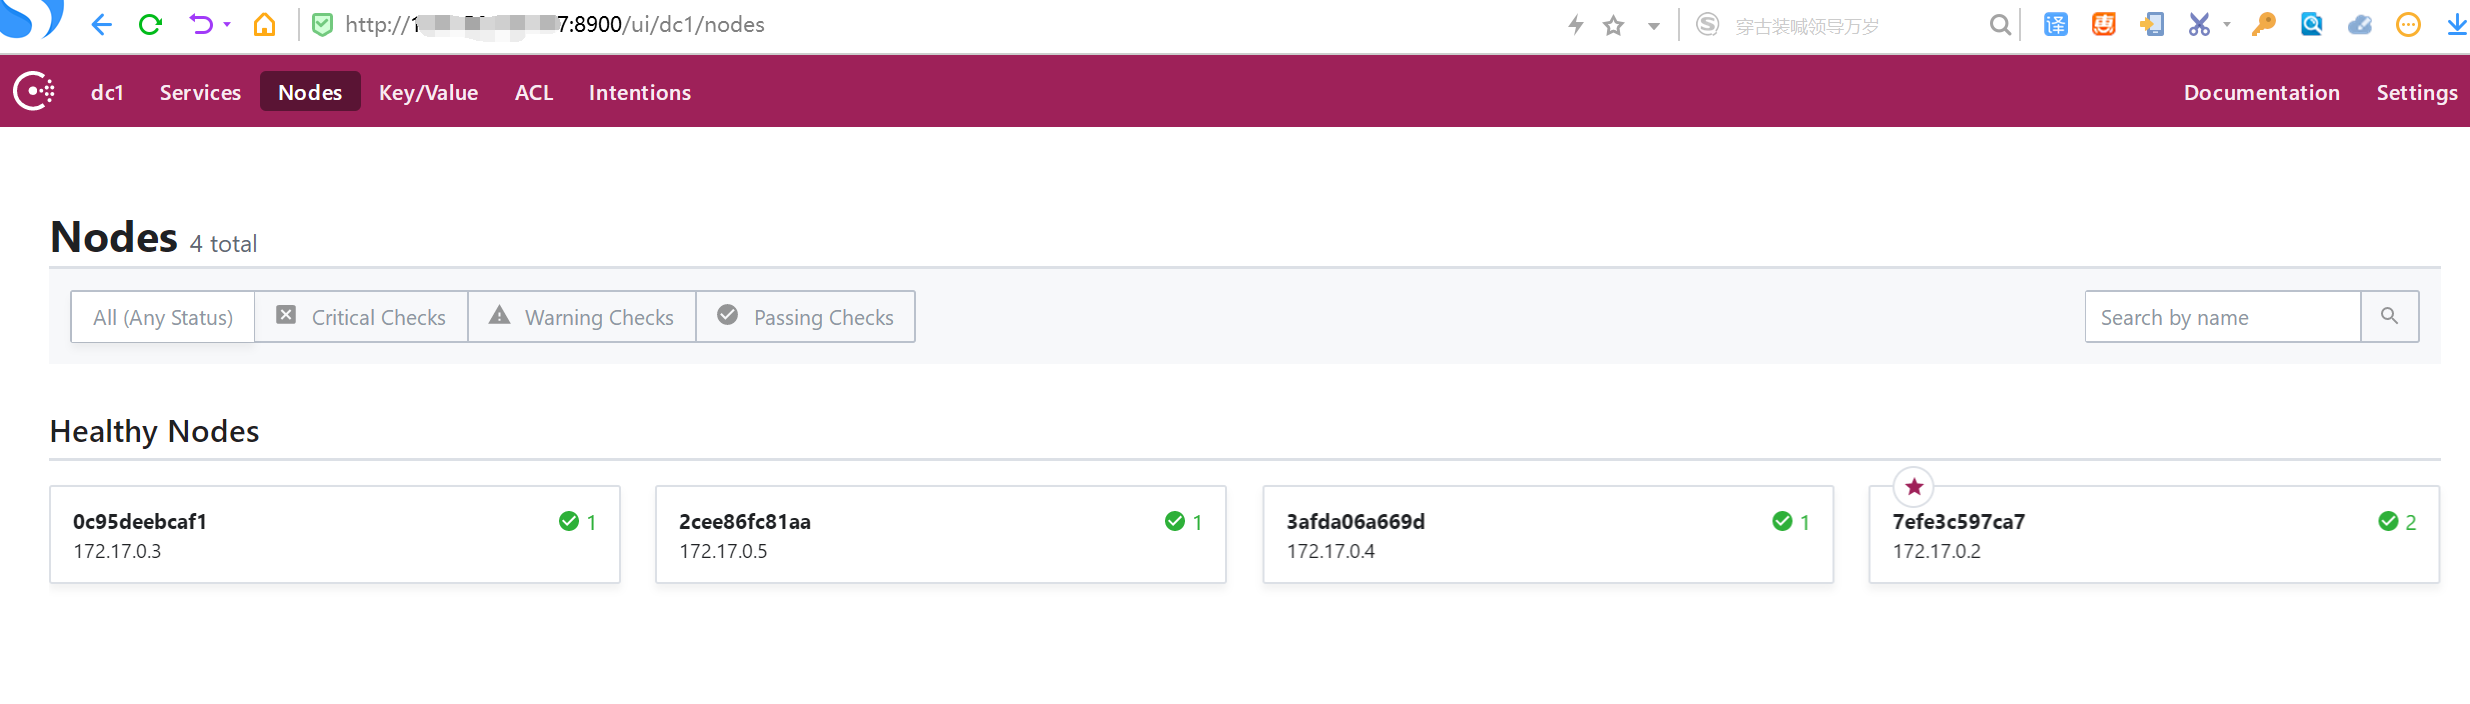 http://1 7:8900/ui/dc1/nodes 穿古装喊领导万岁 译 惠
dc1 Services Nodes Key/Value ACL Intentions Documentation Settings
Nodes 4 total
All (Any Status) Critical Checks Warning Checks Passing Checks Search by name
Healthy Nodes
0c95deebcaf1 1 2cee86fc81aa 1 3afda06a669d 1 7efe3c597ca7 2
172.17.0.3 172.17.0.5 172.17.0.4 172.17.0.2